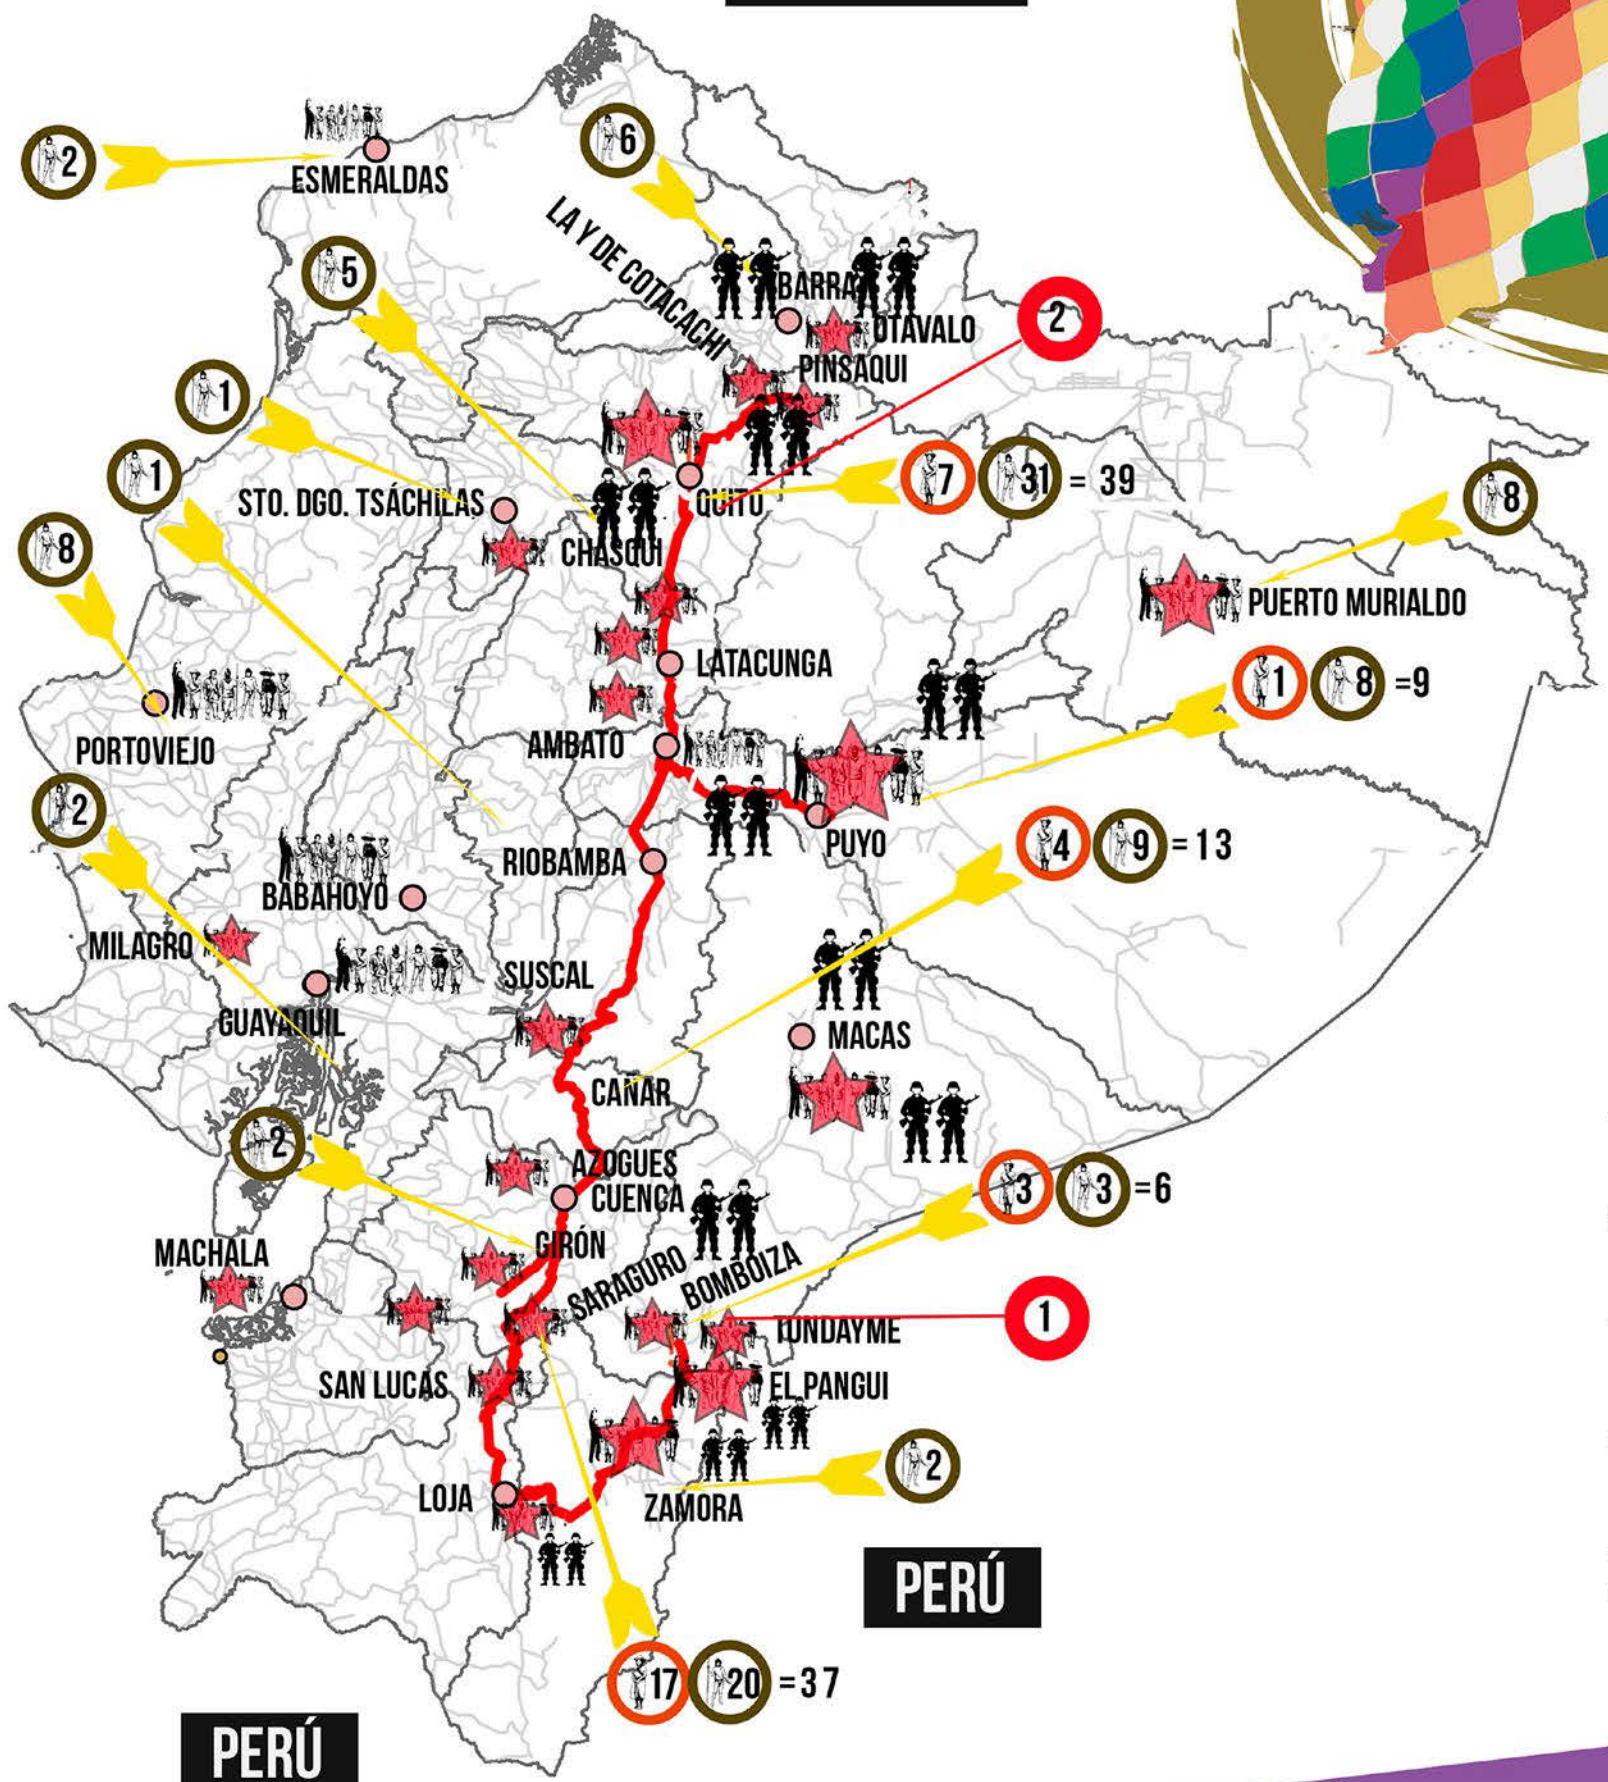 2
ESMERALDAS
6
5
LA Y DE COTACACHI
BARRA
OTAVALO
2
PINSAQUI
1
1
STO. DGO. TSÁCHILAS
QUITO
7 31 = 39
8
CHASQUI
8
PUERTO MURIALDO
LATACUNGA
1 8 =9
PORTOVIEJO
AMBATO
2
PUYO
4 9 = 13
RIOBAMBA
BABAHOYO
MILAGRO
SUSCAL
GUAYAQUIL
MACAS
CAÑAR
2
AZOGUES
CUENCA
3 3 =6
GIRÓN
MACHALA
SARAGURO
BOMBOIZA
1
TUNDAYME
SAN LUCAS
EL PANGUI
2
LOJA
ZAMORA
PERÚ
17 20 =37
PERÚ